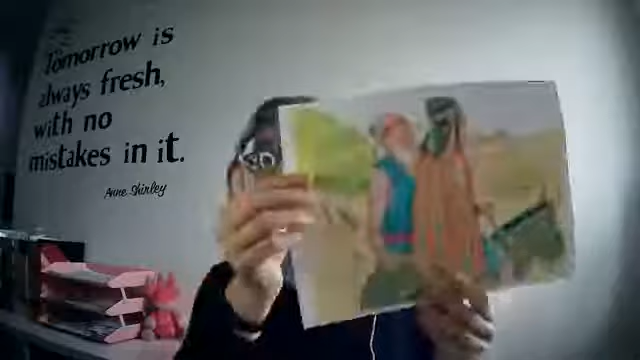 Tomorrow is
always fresh,
with no
mistakes in it.
Anne Shirley